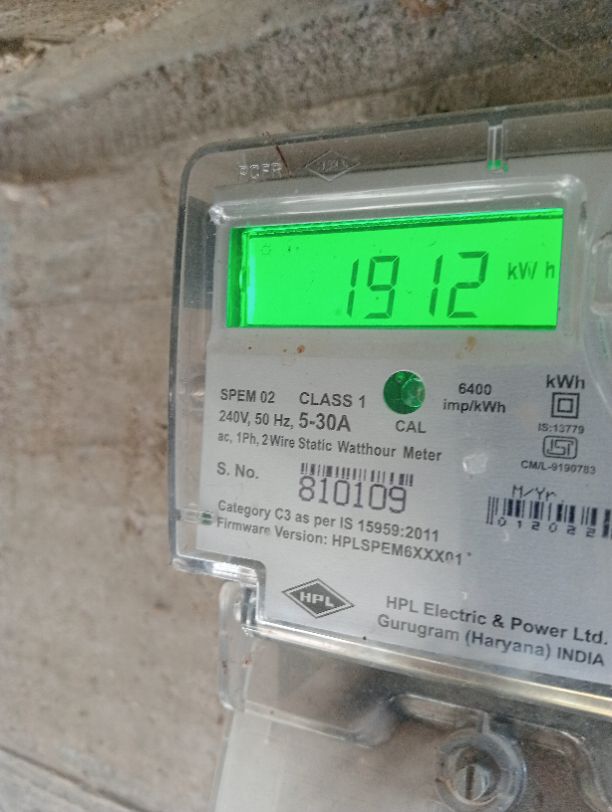 1912 kWh
SPEM 02 CLASS 1
240V, 50 Hz, 5-30A
ac, 1Ph, 2 Wire Static Watthour Meter
CAL
6400
imp/kWh
kWh
IS:13779
ISI
CM/L-9190783
S. No.
810109
M/Yr.
012022
Category C3 as per IS 15959:2011
Firmware Version: HPLSPEM6XXX01
HPL
HPL Electric & Power Ltd.
Gurugram (Haryana) INDIA